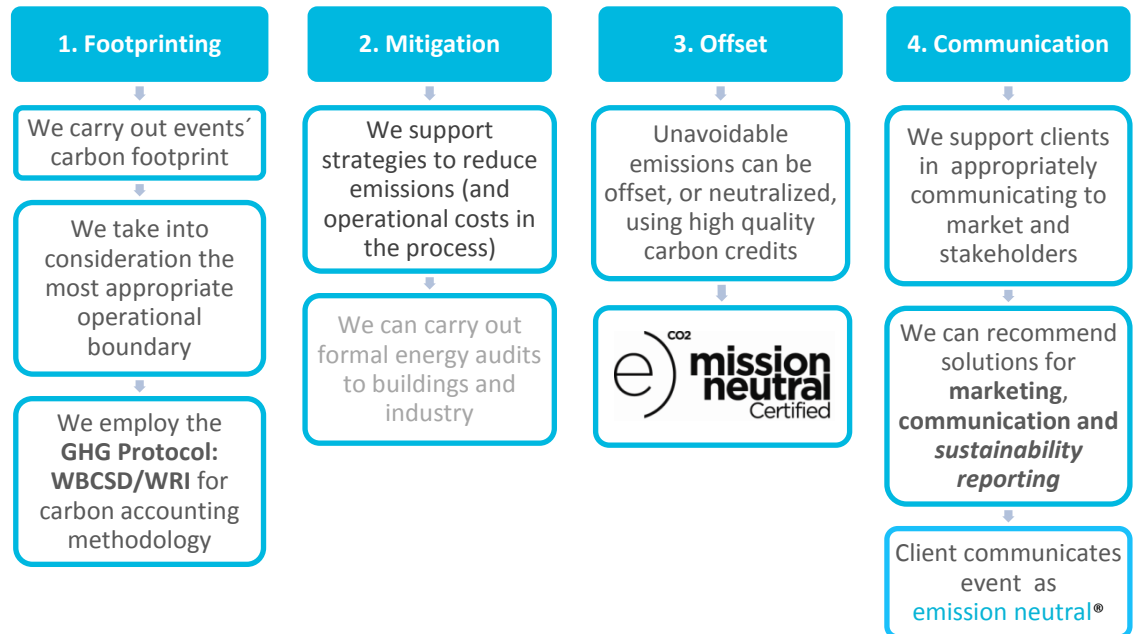 1. Footprinting
We carry out events´
carbon footprint
We take into
consideration the
most appropriate
operational
boundary
We employ the
GHG Protocol:
WBCSD/WRI for
carbon accounting
methodology
2. Mitigation
We support
strategies to reduce
emissions (and
operational costs in
the process)
We can carry out
formal energy audits
to buildings and
industry
3. Offset
Unavoidable
emissions can be
offset, or neutralized,
using high quality
carbon credits
CO2
e) mission
neutral
Certified
4. Communication
We support clients
in appropriately
communicating to
market and
stakeholders
We can recommend
solutions for
marketing,
communication and
sustainability
reporting
Client communicates
event as
emission neutral®